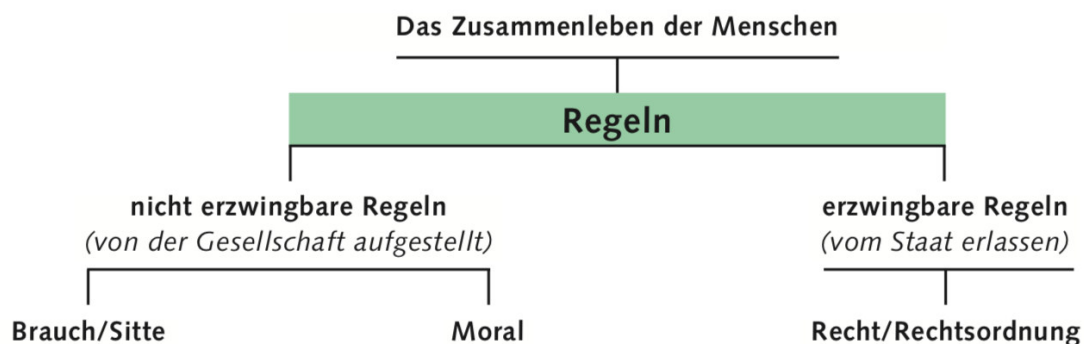 Das Zusammenleben der Menschen
Regeln
nicht erzwingbare Regeln
(von der Gesellschaft aufgestellt)
erzwingbare Regeln
(vom Staat erlassen)
Brauch/Sitte
Moral
Recht/Rechtsordnung